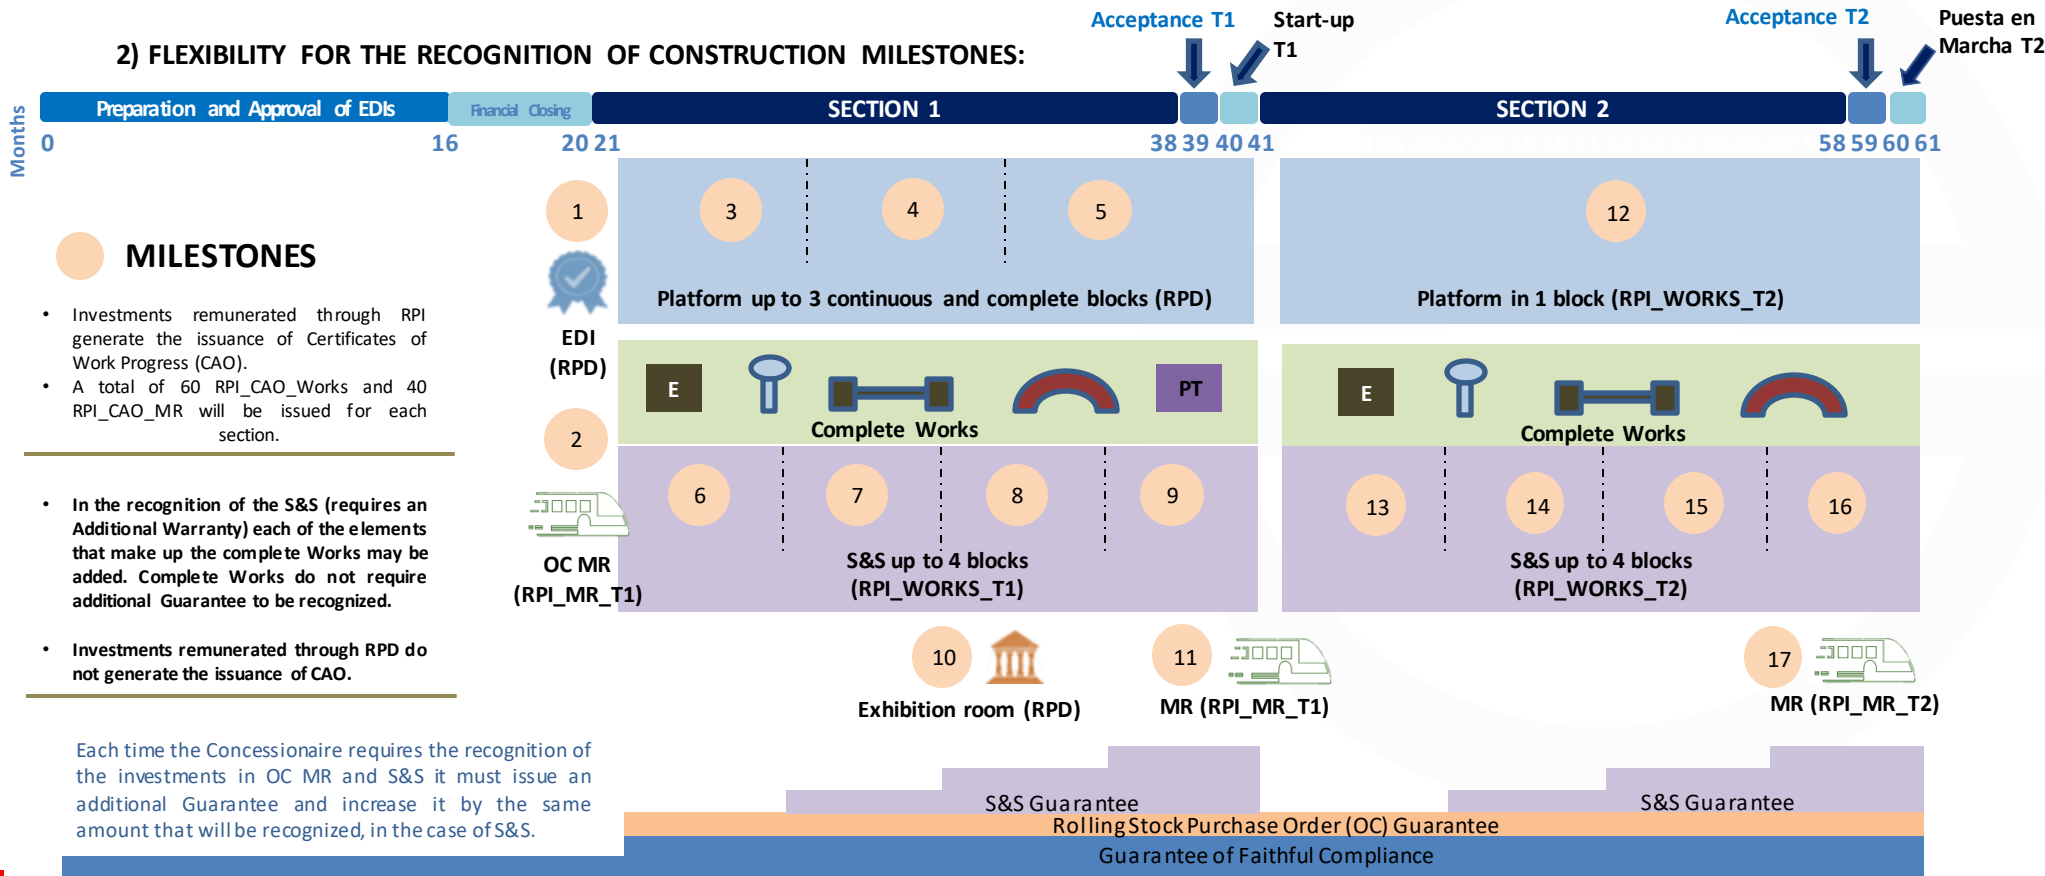 Acceptance T1
Start-up
T1
Acceptance T2
Puesta en
Marcha T2
2) FLEXIBILITY FOR THE RECOGNITION OF CONSTRUCTION MILESTONES:
Months
Preparation and Approval of EDIs
Financial Closing
SECTION 1
SECTION 2
0
16
20 21
38 39 40 41
58 59 60 61
1
3
4
5
12
MILESTONES
Platform up to 3 continuous and complete blocks (RPD)
Platform in 1 block (RPI_WORKS_T2)
EDI
(RPD)
• Investments remunerated through RPI
generate the issuance of Certificates of
Work Progress (CAO).
• A total of 60 RPI_CAO_Works and 40
RPI_CAO_MR will be issued for each
section.
E
PT
Complete Works
E
Complete Works
2
OC MR
(RPI_MR_T1)
6
7
8
9
S&S up to 4 blocks
(RPI_WORKS_T1)
13
14
15
16
S&S up to 4 blocks
(RPI_WORKS_T2)
• In the recognition of the S&S (requires an
Additional Warranty) each of the elements
that make up the complete Works may be
added. Complete Works do not require
additional Guarantee to be recognized.
• Investments remunerated through RPD do
not generate the issuance of CAO.
10
Exhibition room (RPD)
11
MR (RPI_MR_T1)
17
MR (RPI_MR_T2)
Each time the Concessionaire requires the recognition of
the investments in OC MR and S&S it must issue an
additional Guarantee and increase it by the same
amount that will be recognized, in the case of S&S.
S&S Guarantee
S&S Guarantee
Rolling Stock Purchase Order (OC) Guarantee
Guarantee of Faithful Compliance